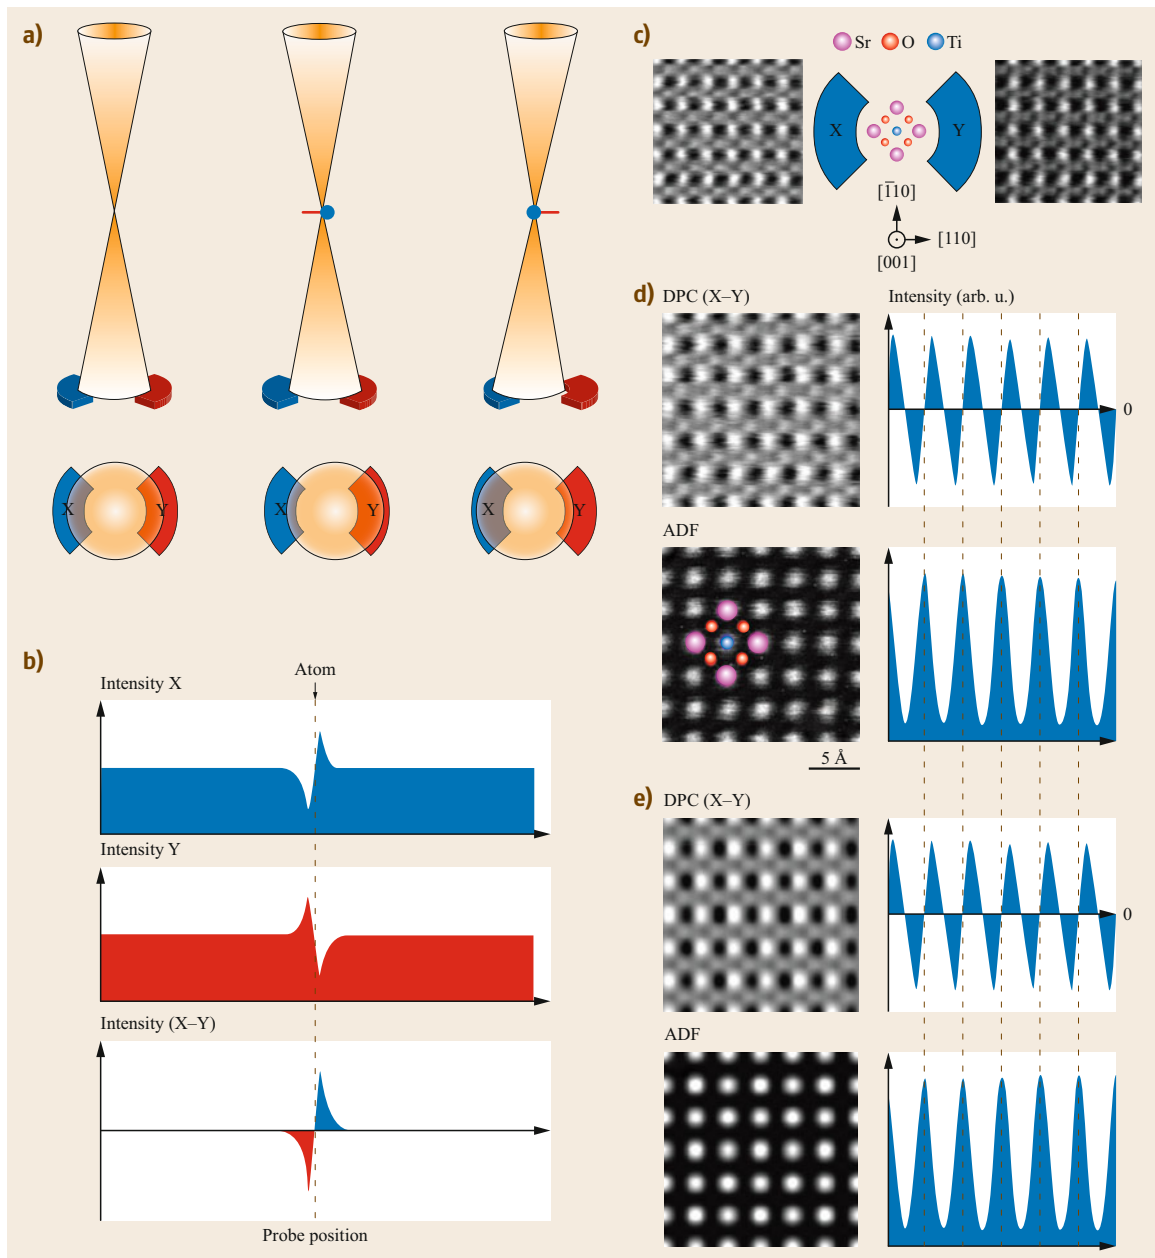 a)
X
Y
X
Y
X
Y
b)
Atom
Intensity X
Intensity Y
Intensity (X–Y)
Probe position
c)
Sr O Ti
X
Y
[1̅10]
[110]
[001]
d)
DPC (X–Y)
Intensity (arb. u.)
0
ADF
5 Å
e)
DPC (X–Y)
0
ADF